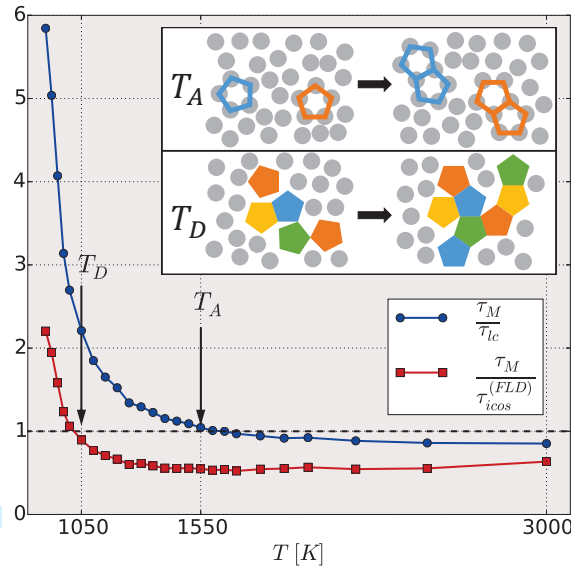 6
5
4
3
2
1
0
T_A
T_D
T_D
T_A
τ_M
τ_lc
τ_M
τ_icos^(FLD)
1050
1550
3000
T [K]